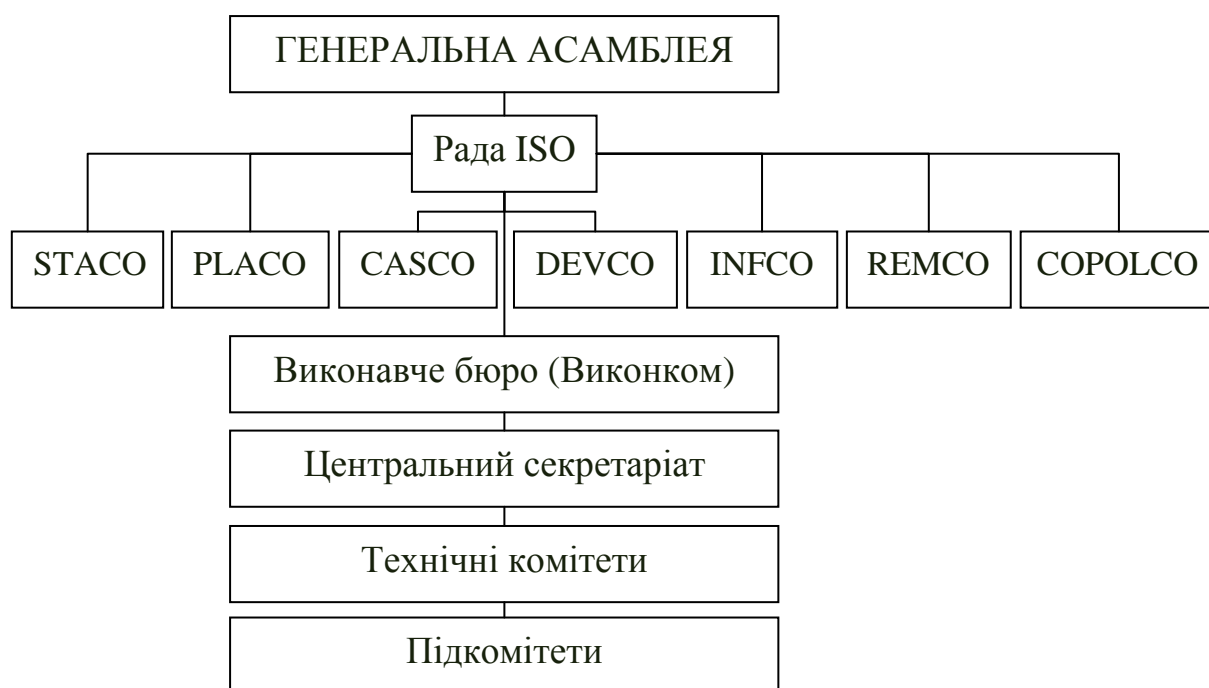 ГЕНЕРАЛЬНА АСАМБЛЕЯ
Рада ISO
STACO
PLACO
CASCO
DEVCO
INFCO
REMCO
COPOLCO
Виконавче бюро (Виконком)
Центральний секретаріат
Технічні комітети
Підкомітети